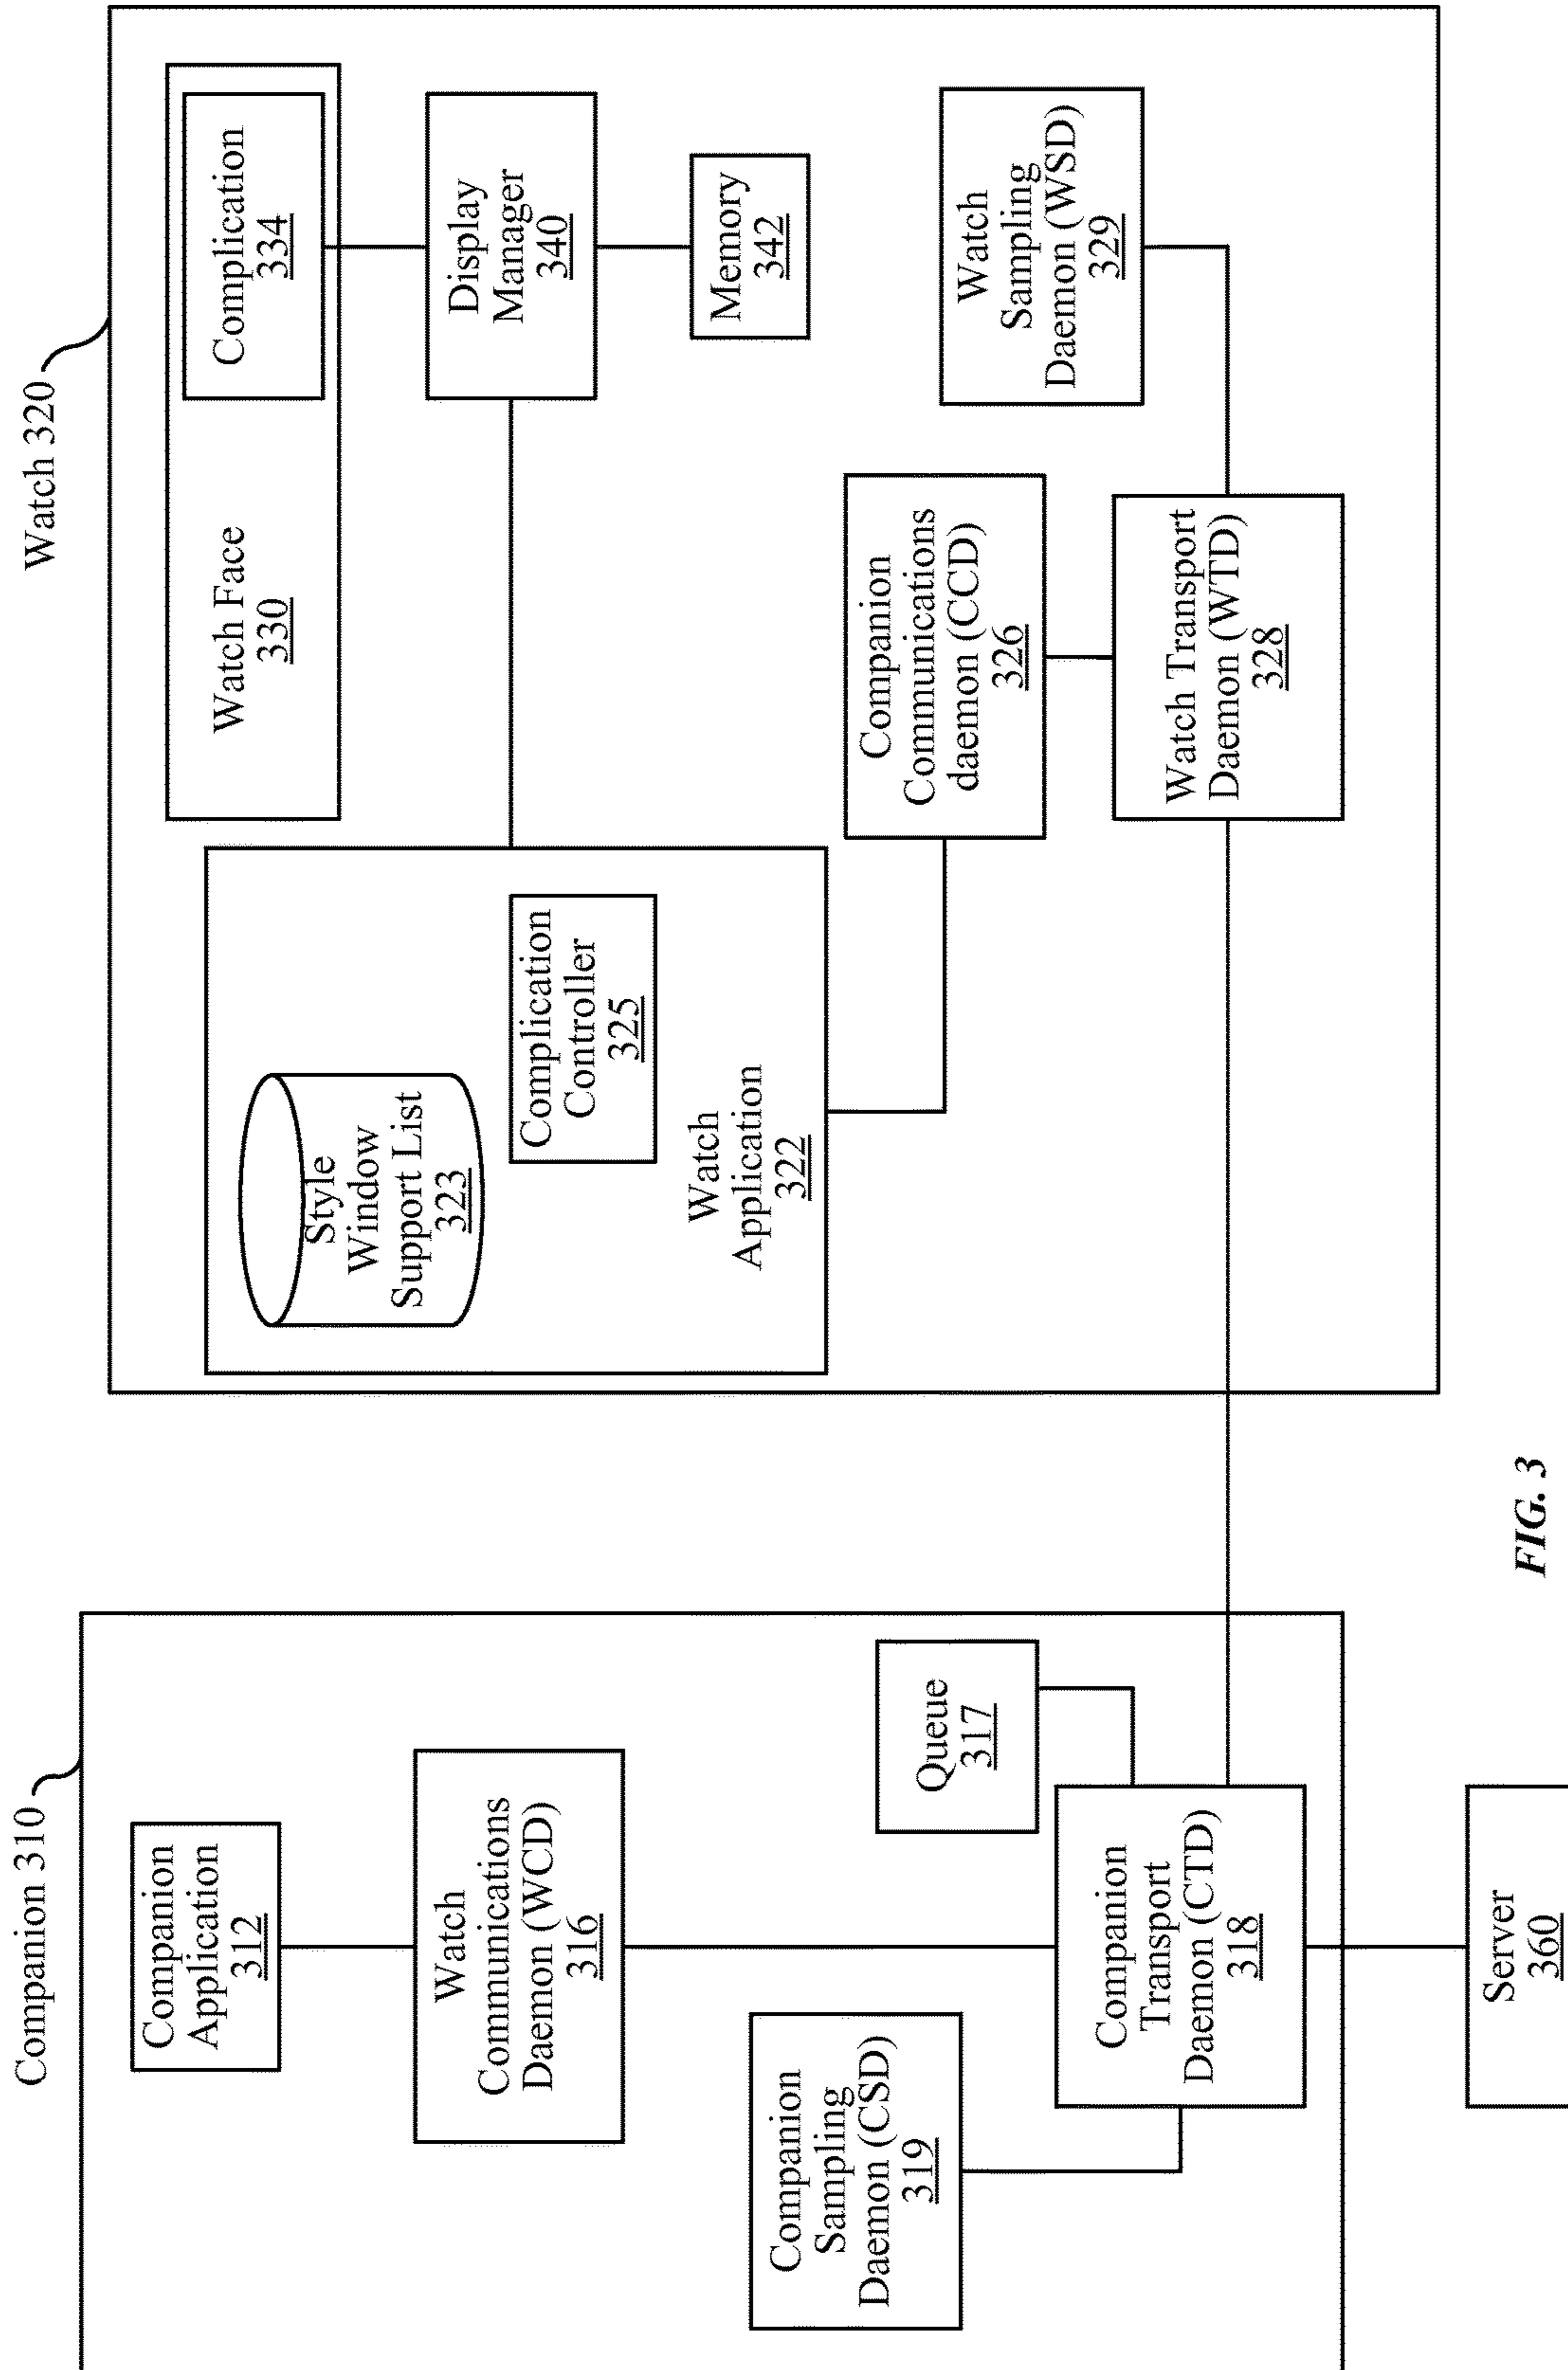 Companion 310
Companion
Application
312
Watch
Communications
Daemon (WCD)
316
Companion
Sampling
Daemon (CSD)
319
Queue
317
Companion
Transport
Daemon (CTD)
318
Server
360
Watch 320
Style
Window
Support List
323
Complication
Controller
325
Watch
Application
322
Watch Face
330
Complication
334
Display
Manager
340
Memory
342
Companion
Communications
daemon (CCD)
326
Watch
Sampling
Daemon (WSD)
329
Watch Transport
Daemon (WTD)
328
FIG. 3